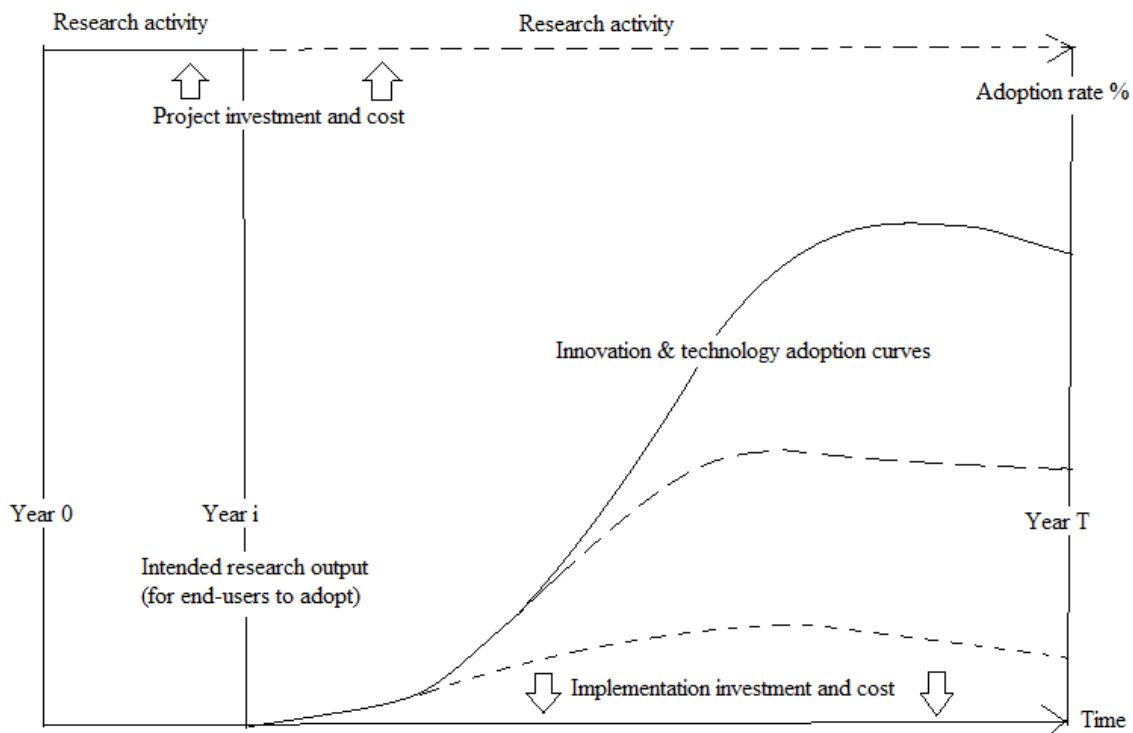 Research activity
Research activity
Adoption rate %
Project investment and cost
Innovation & technology adoption curves
Year 0
Year i
Year T
Intended research output
(for end-users to adopt)
Implementation investment and cost
Time